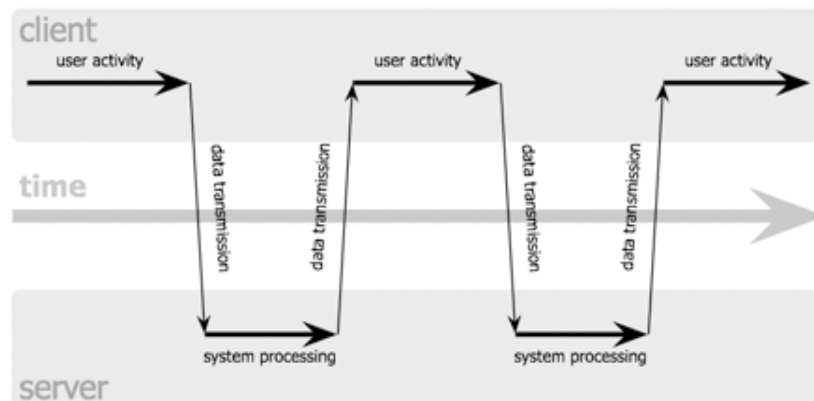 client
user activity
user activity
user activity
data transmission
data transmission
data transmission
data transmission
time
system processing
system processing
server